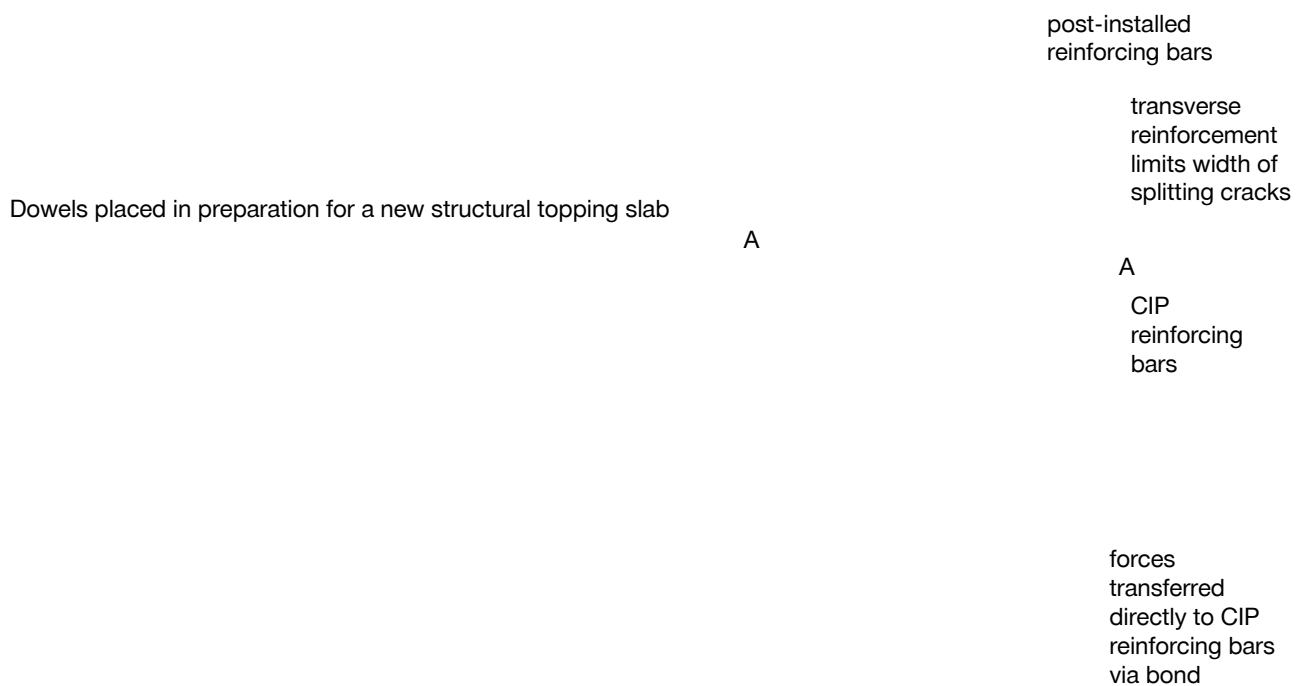 post-installed
reinforcing bars
transverse
reinforcement
limits width of
splitting cracks
Dowels placed in preparation for a new structural topping slab
A
A
CIP
reinforcing
bars
forces
transferred
directly to CIP
reinforcing bars
via bond